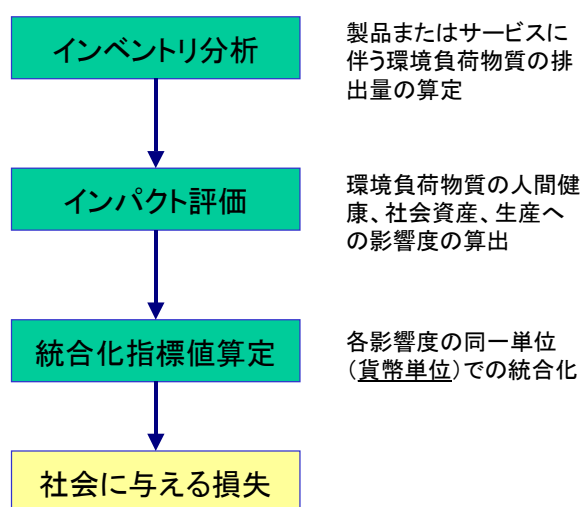 インベントリ分析
製品またはサービスに
伴う環境負荷物質の排
出量の算定
インパクト評価
環境負荷物質の人間健
康、社会資産、生産へ
の影響度の算出
統合化指標値算定
各影響度の同一単位
（貨幣単位）での統合化
社会に与える損失